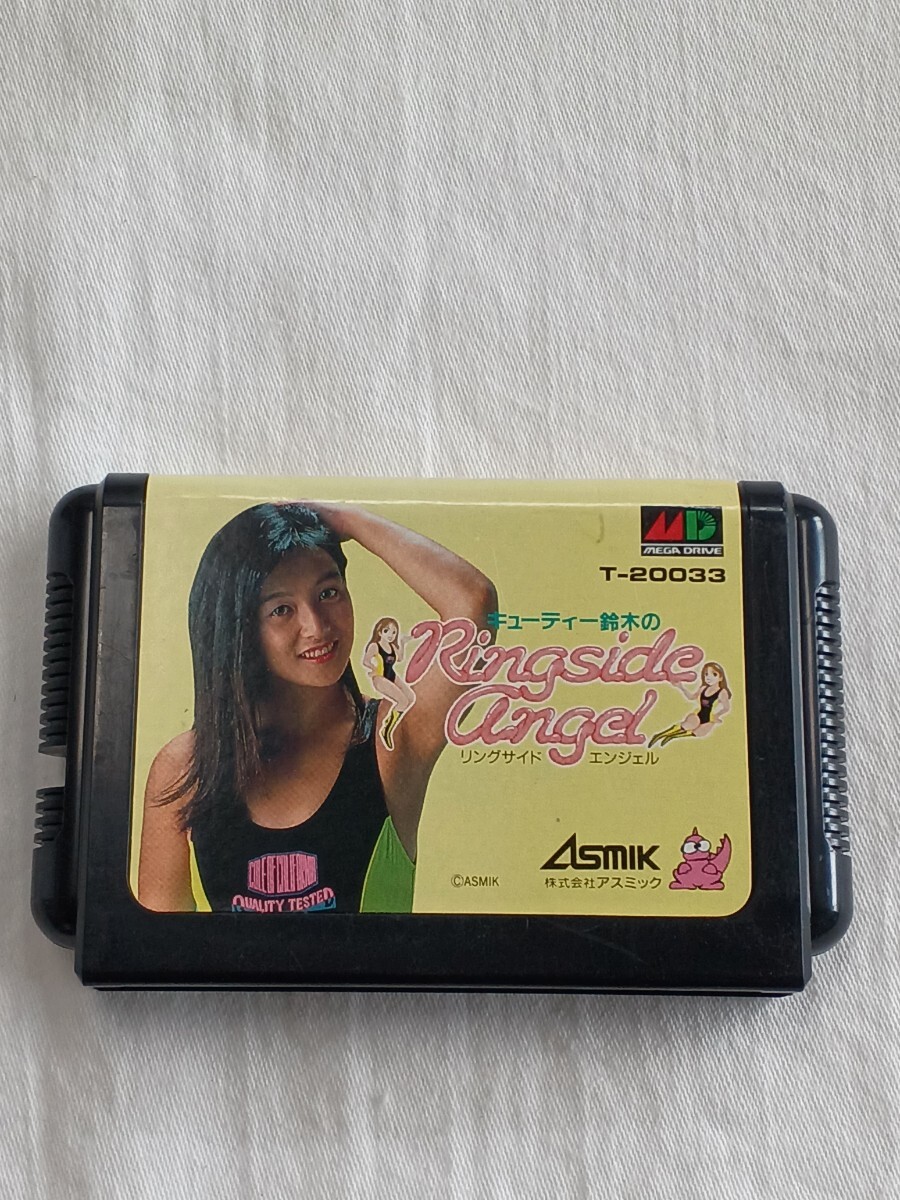 MD
MEGA DRIVE
T-20033
キューティー鈴木の
Ringside
angel
リングサイド エンジェル
QUALITY TESTED
©ASMIK
ASMIK
株式会社アスミック